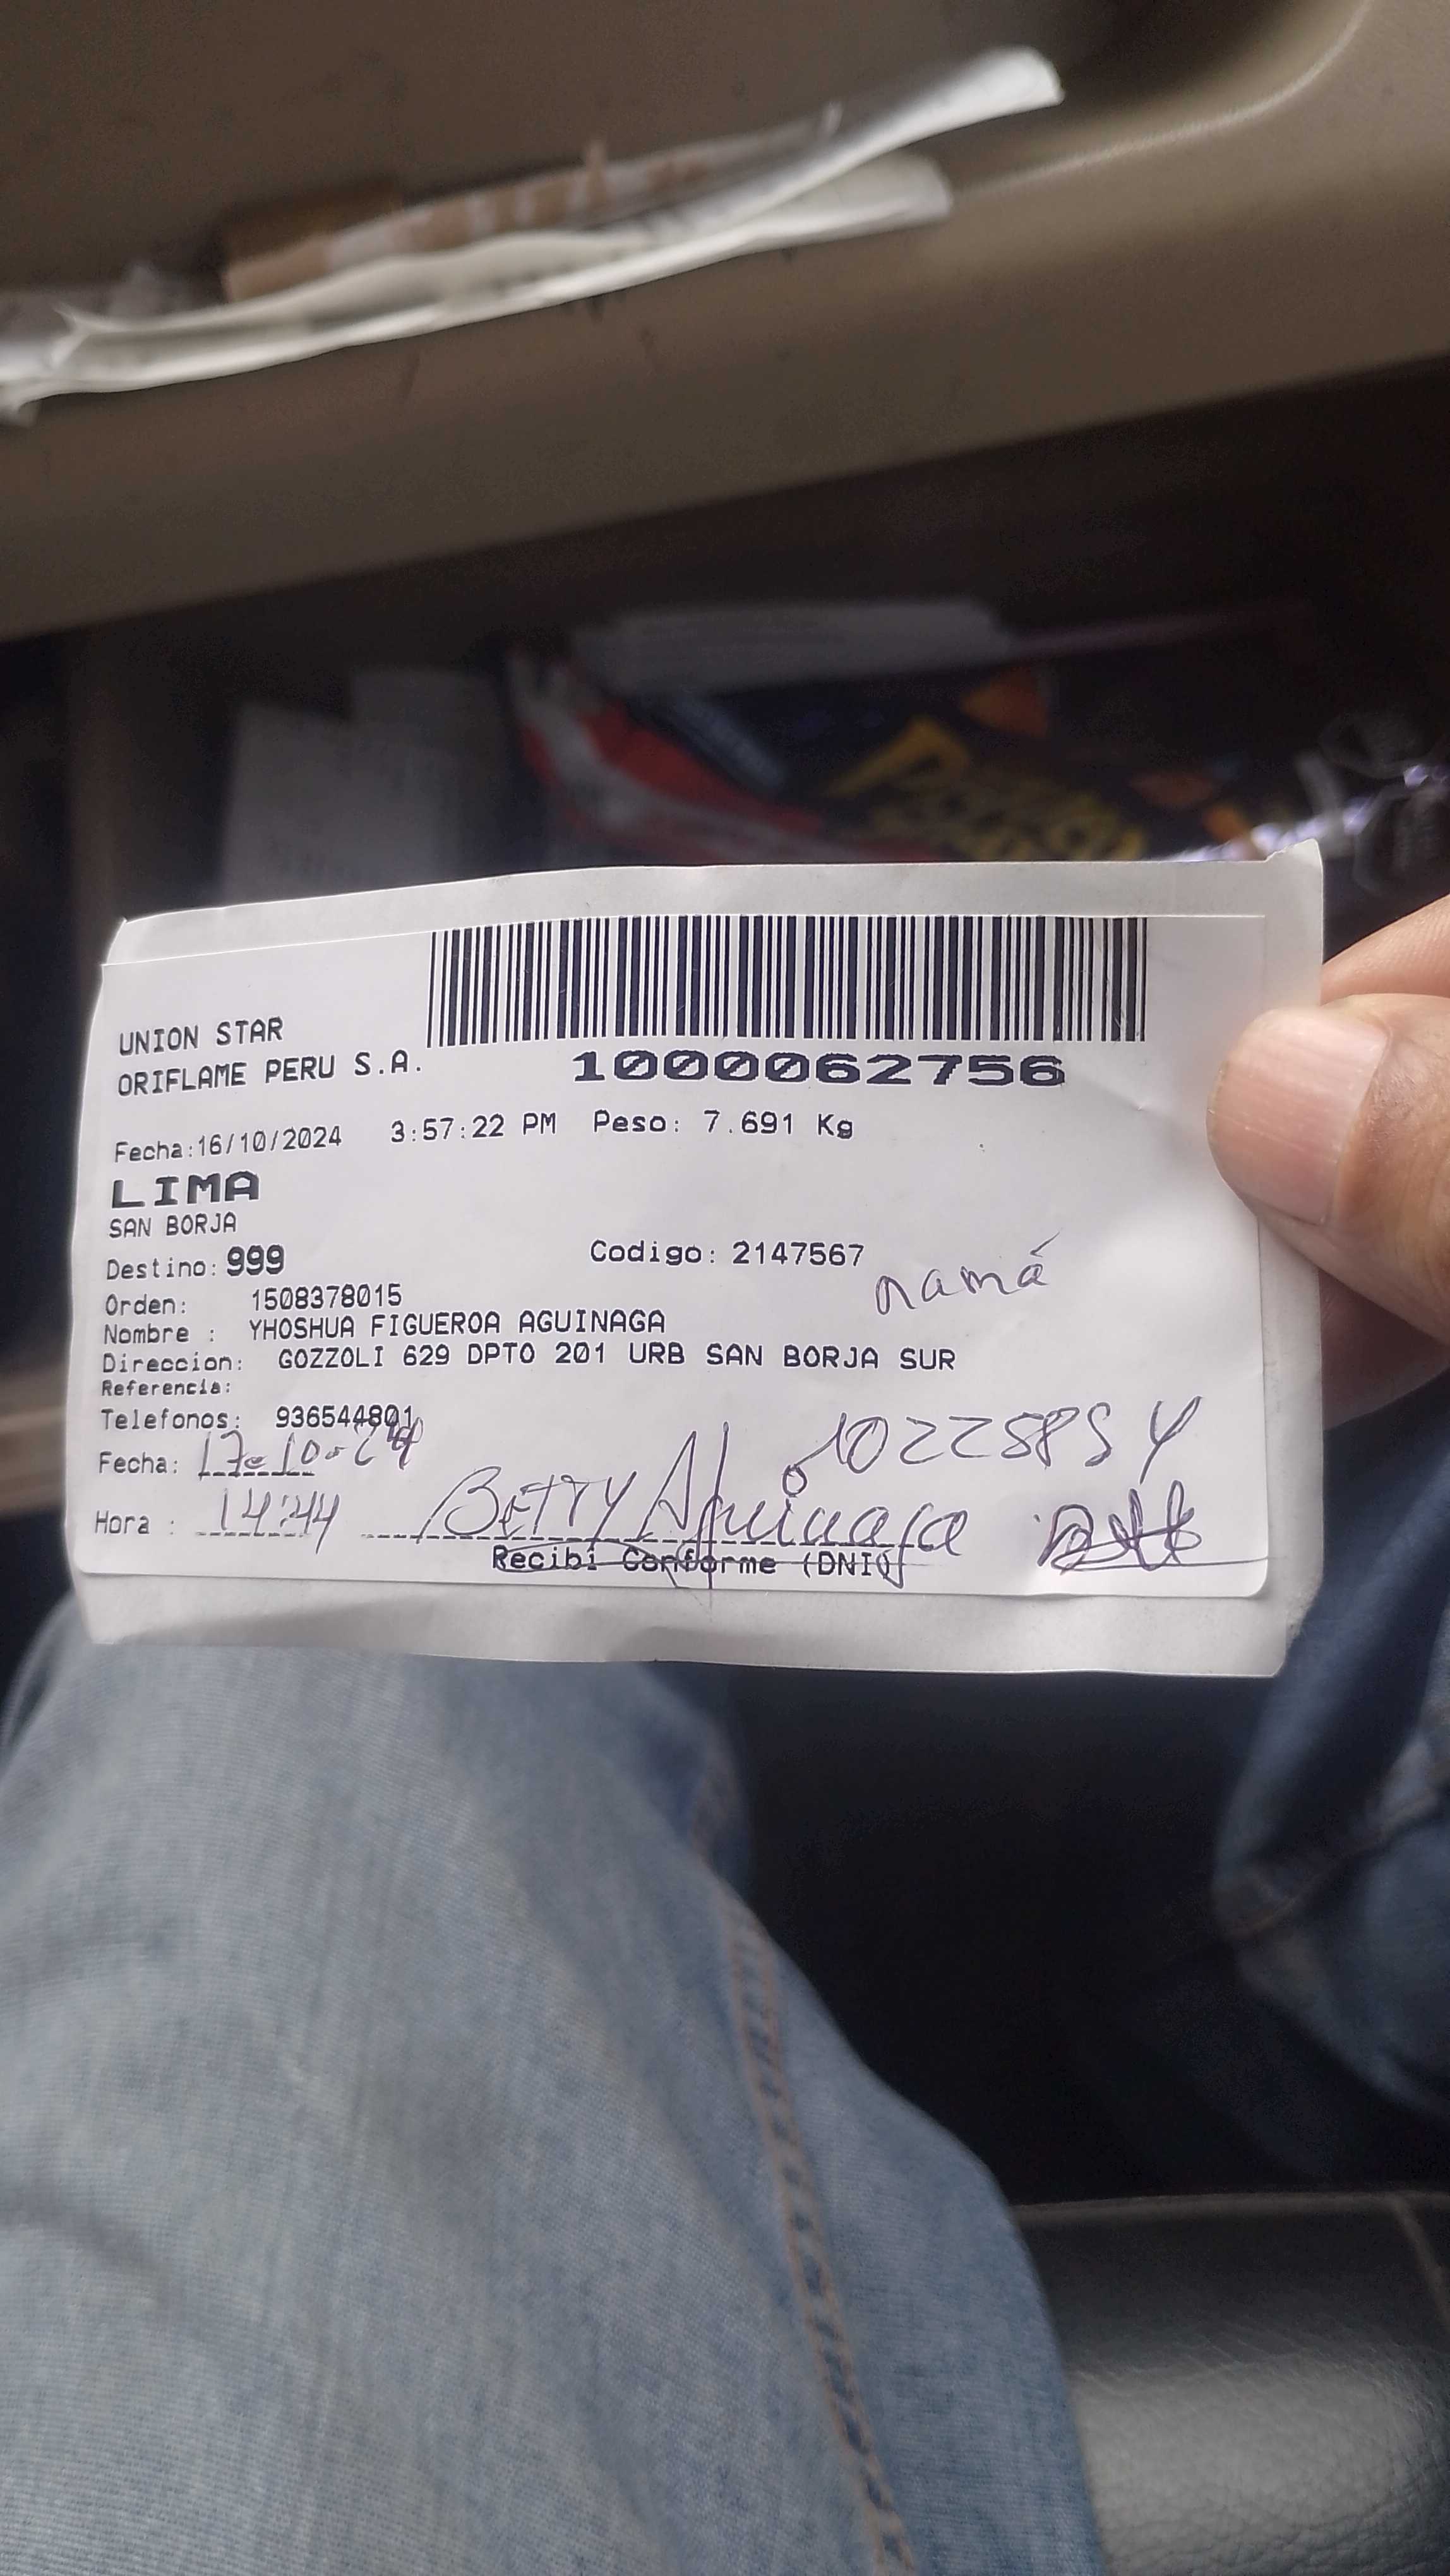 UNION STAR
ORIFLAME PERU S.A.
1000062756
Fecha:16/10/2024 3:57:22 PM Peso: 7.691 Kg
LIMA
SAN BORJA
Destino: 999 Codigo: 2147567
mamá
Orden: 1508378015
Nombre : YHOSHUA FIGUEROA AGUINAGA
Direccion: GOZZOLI 629 DPTO 201 URB SAN BORJA SUR
Referencia:
Telefonos: 936544801
Fecha: 17-10-24
Hora : 14:44 BETTY Aguinaga
Recibi Conforme (DNI)